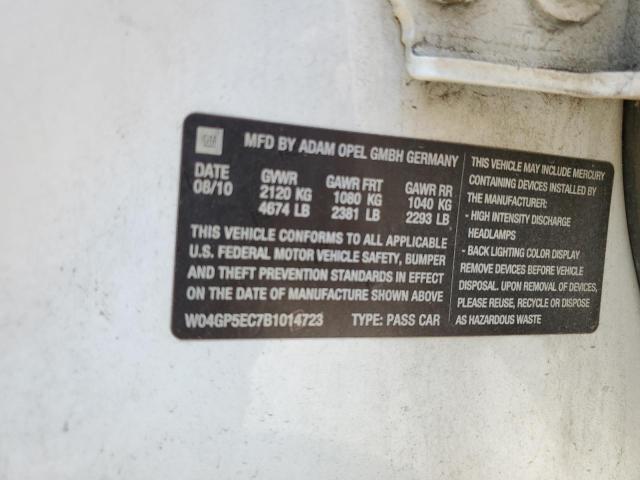 GM
MFD BY ADAM OPEL GMBH GERMANY
DATE GVWR GAWR FRT GAWR RR
08/10 2120 KG 1080 KG 1040 KG
4674 LB 2381 LB 2293 LB
THIS VEHICLE CONFORMS TO ALL APPLICABLE
U.S. FEDERAL MOTOR VEHICLE SAFETY, BUMPER
AND THEFT PREVENTION STANDARDS IN EFFECT
ON THE DATE OF MANUFACTURE SHOWN ABOVE
W04GP5EC7B1014723 TYPE: PASS CAR
THIS VEHICLE MAY INCLUDE MERCURY
CONTAINING DEVICES INSTALLED BY
THE MANUFACTURER:
- HIGH INTENSITY DISCHARGE
HEADLAMPS
- BACK LIGHTING COLOR DISPLAY
REMOVE DEVICES BEFORE VEHICLE
DISPOSAL. UPON REMOVAL OF DEVICES,
PLEASE REUSE, RECYCLE OR DISPOSE
AS HAZARDOUS WASTE